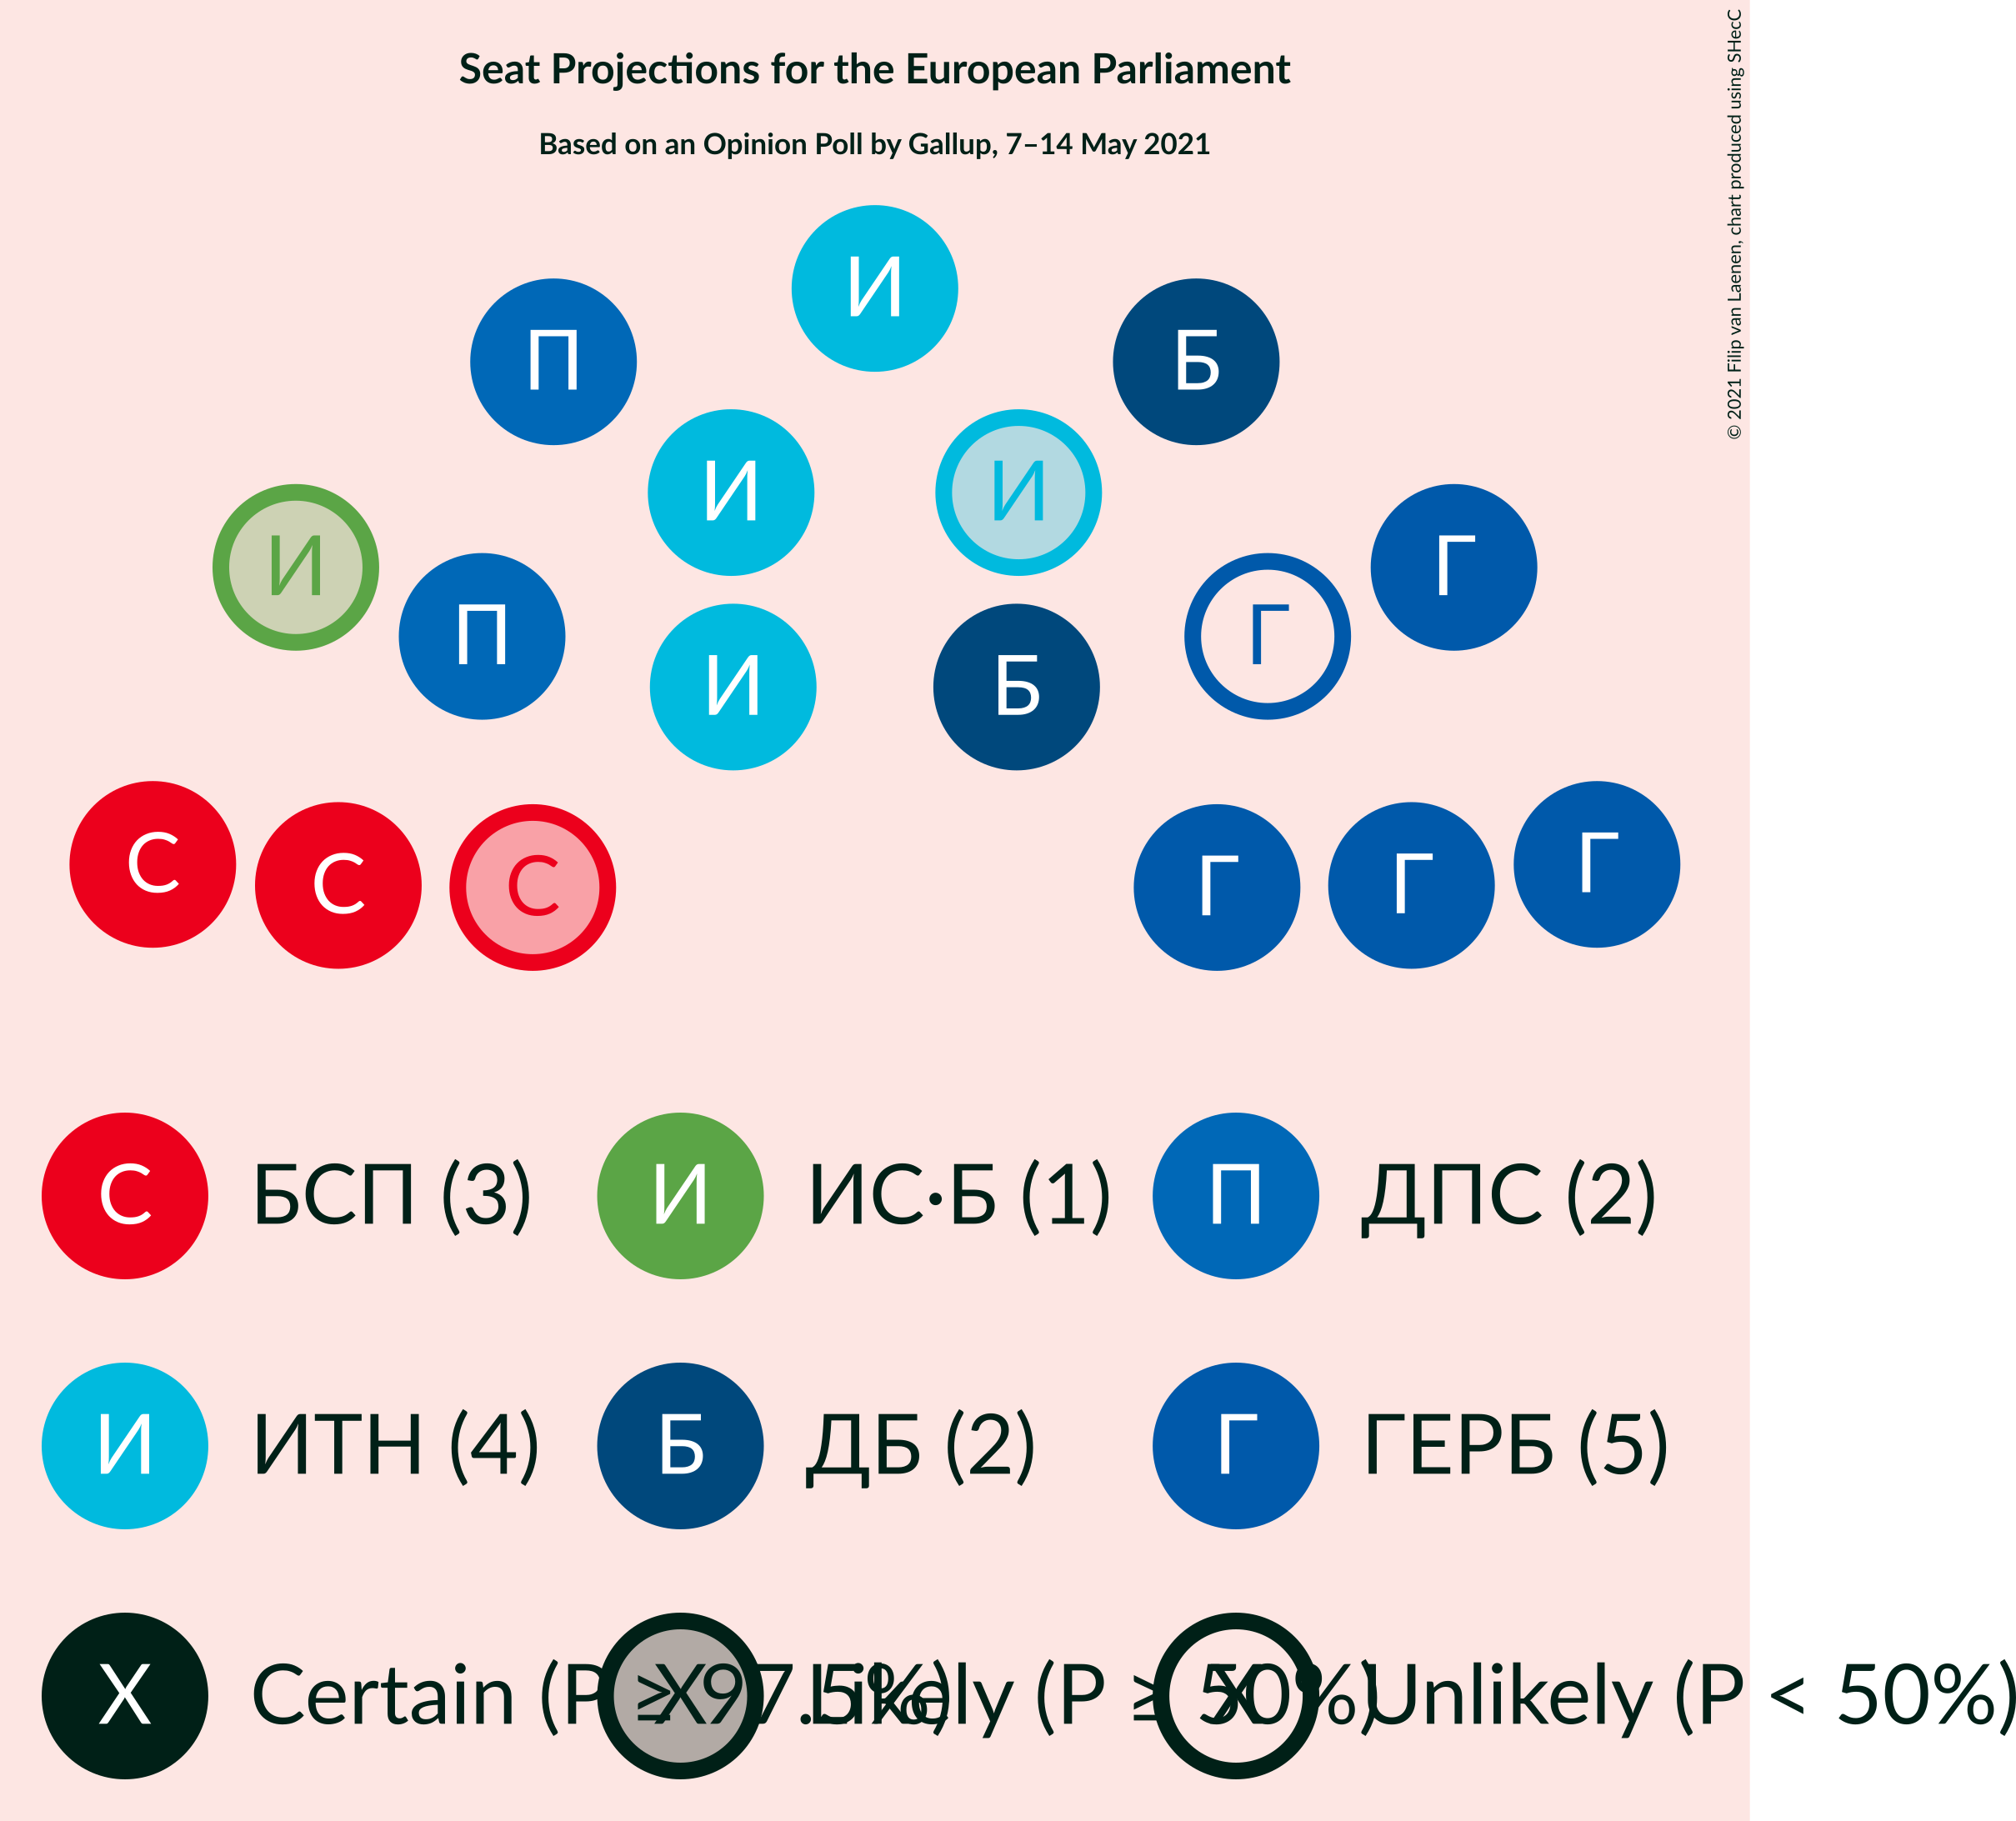 Seat Projections for the European Parliament
Based on an Opinion Poll by Gallup, 7–14 May 2021
© 2021 Filip van Laenen, chart produced using SHecC
И
П
Б
И
И
И
Г
П
Г
И
Б
С
С
С
Г
Г
Г
С БСП (3) И ИС·Б (1) П ДПС (2)
И ИТН (4) Б ДБ (2) Г ГЕРБ (5)
X Certain (P ≥ 97.5%) X Likely (P ≥ 50%) X Unlikely (P < 50%)